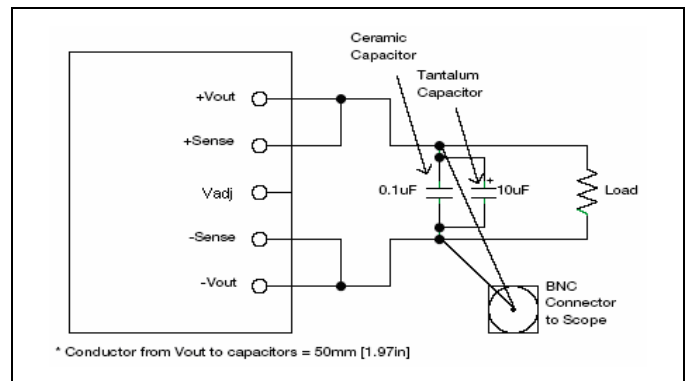 Ceramic
Capacitor
Tantalum
Capacitor
+Vout
+Sense
Vadj
-Sense
-Vout
0.1uF
+
10uF
Load
BNC
Connector
to Scope
* Conductor from Vout to capacitors = 50mm [1.97in]